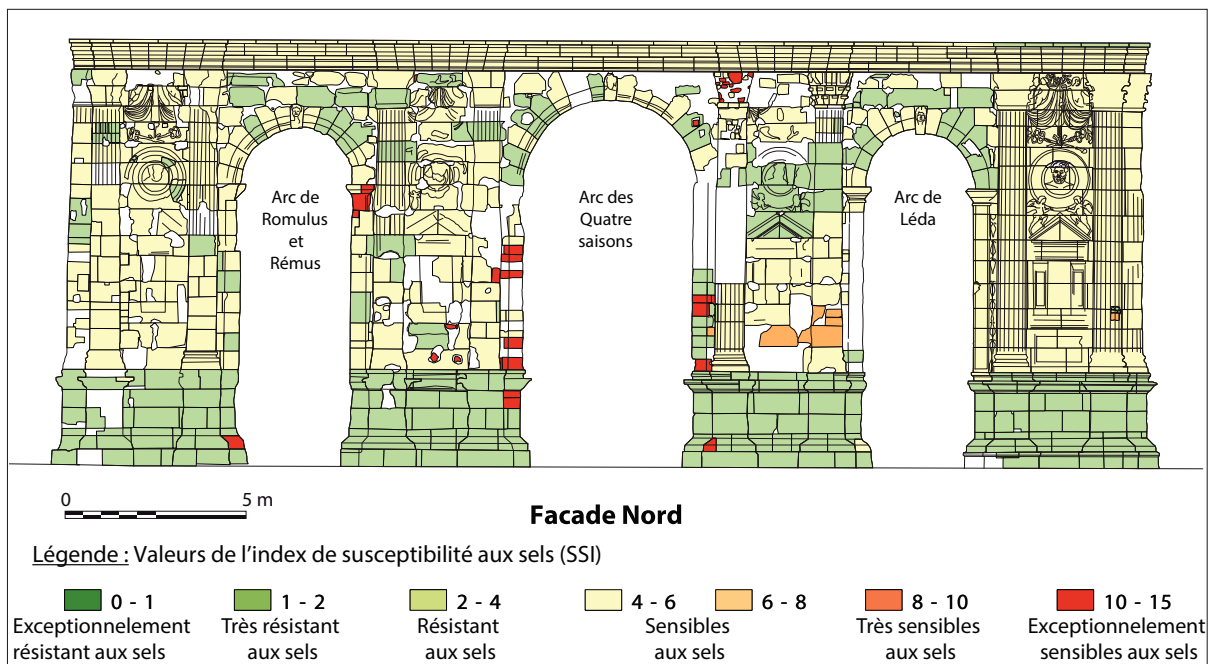 Arc de
Romulus
et
Rémus
Arc des
Quatre
saisons
Arc de
Léda
0 5 m
Facade Nord
Légende : Valeurs de l'index de susceptibilité aux sels (SSI)
0 - 1 1 - 2 2 - 4 4 - 6 6 - 8 8 - 10 10 - 15
Exceptionnelement Très résistant Résistant Sensibles Très sensibles Exceptionelement
résistant aux sels aux sels aux sels aux sels aux sels sensibles aux sels